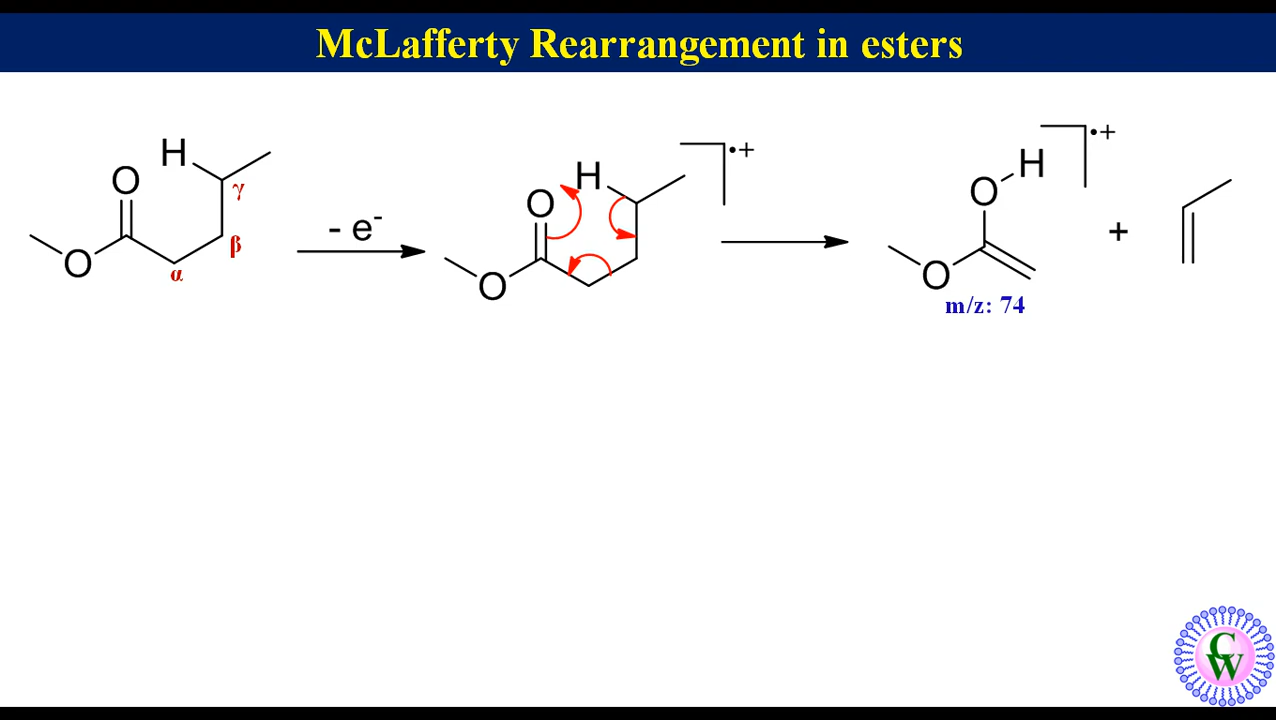 McLafferty Rearrangement in esters
H
O
O
α
β
γ
- e-
H
O
O
•+
O
H
O
•+
m/z: 74
+
CW